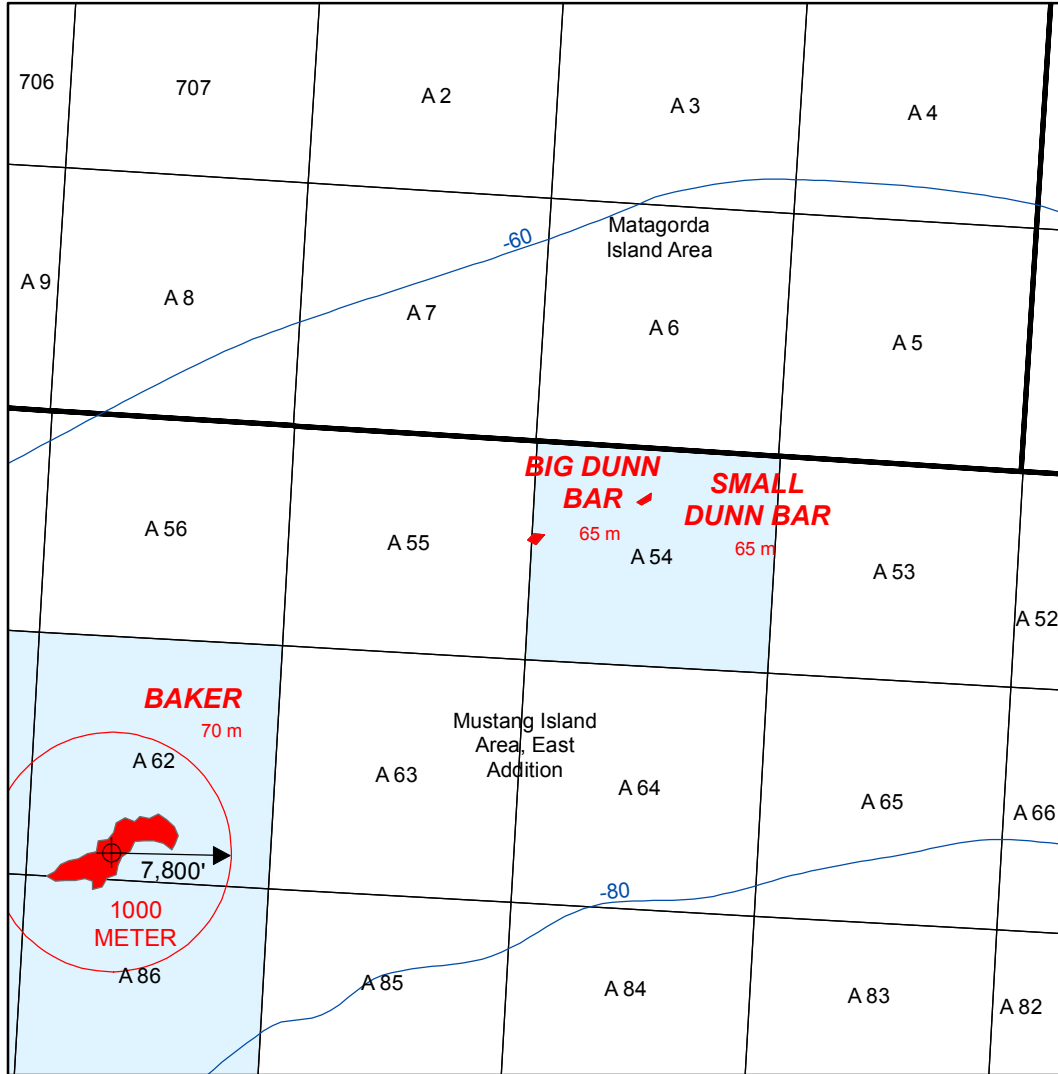 706
707
A 2
A 3
A 4
Matagorda
Island Area
-60
A 9
A 8
A 7
A 6
A 5
BIG DUNN
BAR
65 m
SMALL
DUNN BAR
65 m
A 56
A 55
A 54
A 53
A 52
BAKER
70 m
Mustang Island
Area, East
Addition
A 62
A 63
A 64
A 65
A 66
7,800'
-80
1000
METER
A 86
A 85
A 84
A 83
A 82